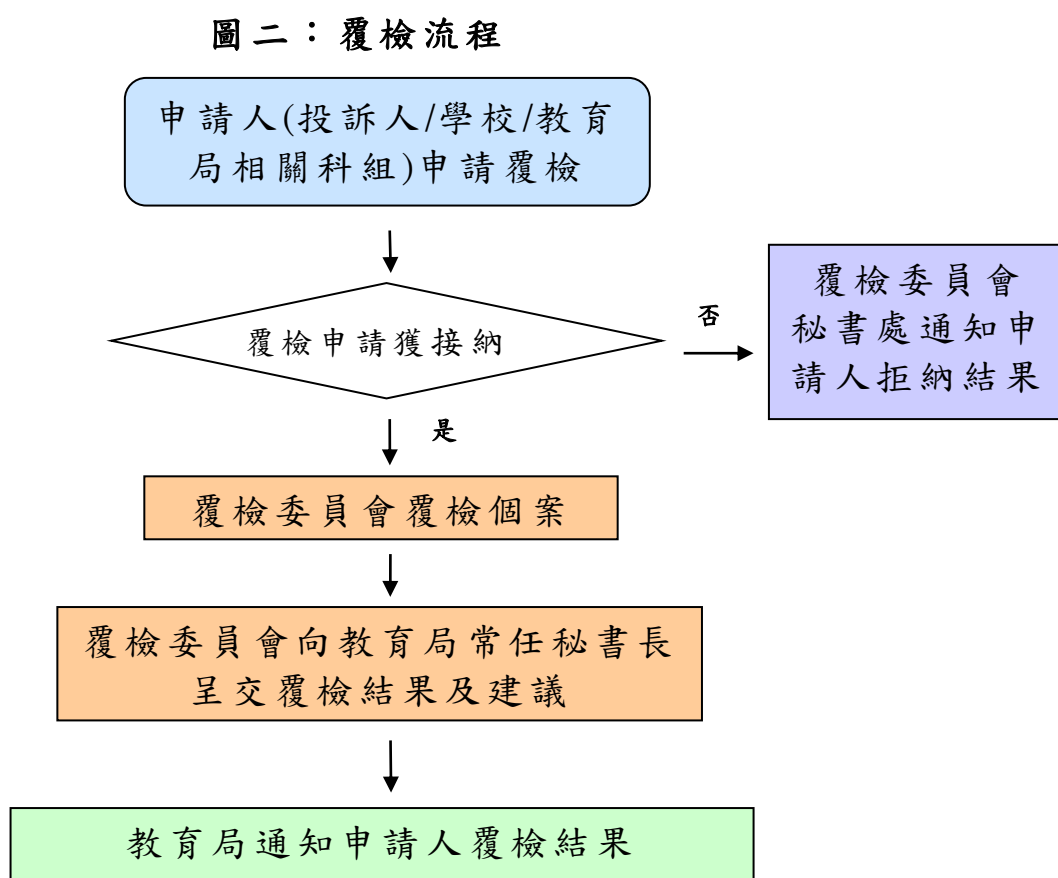 圖二：覆檢流程
申請人(投訴人/學校/教育
局相關科組)申請覆檢
覆檢申請獲接納
否
覆檢委員會
秘書處通知申
請人拒納結果
是
覆檢委員會覆檢個案
覆檢委員會向教育局常任秘書長
呈交覆檢結果及建議
教育局通知申請人覆檢結果